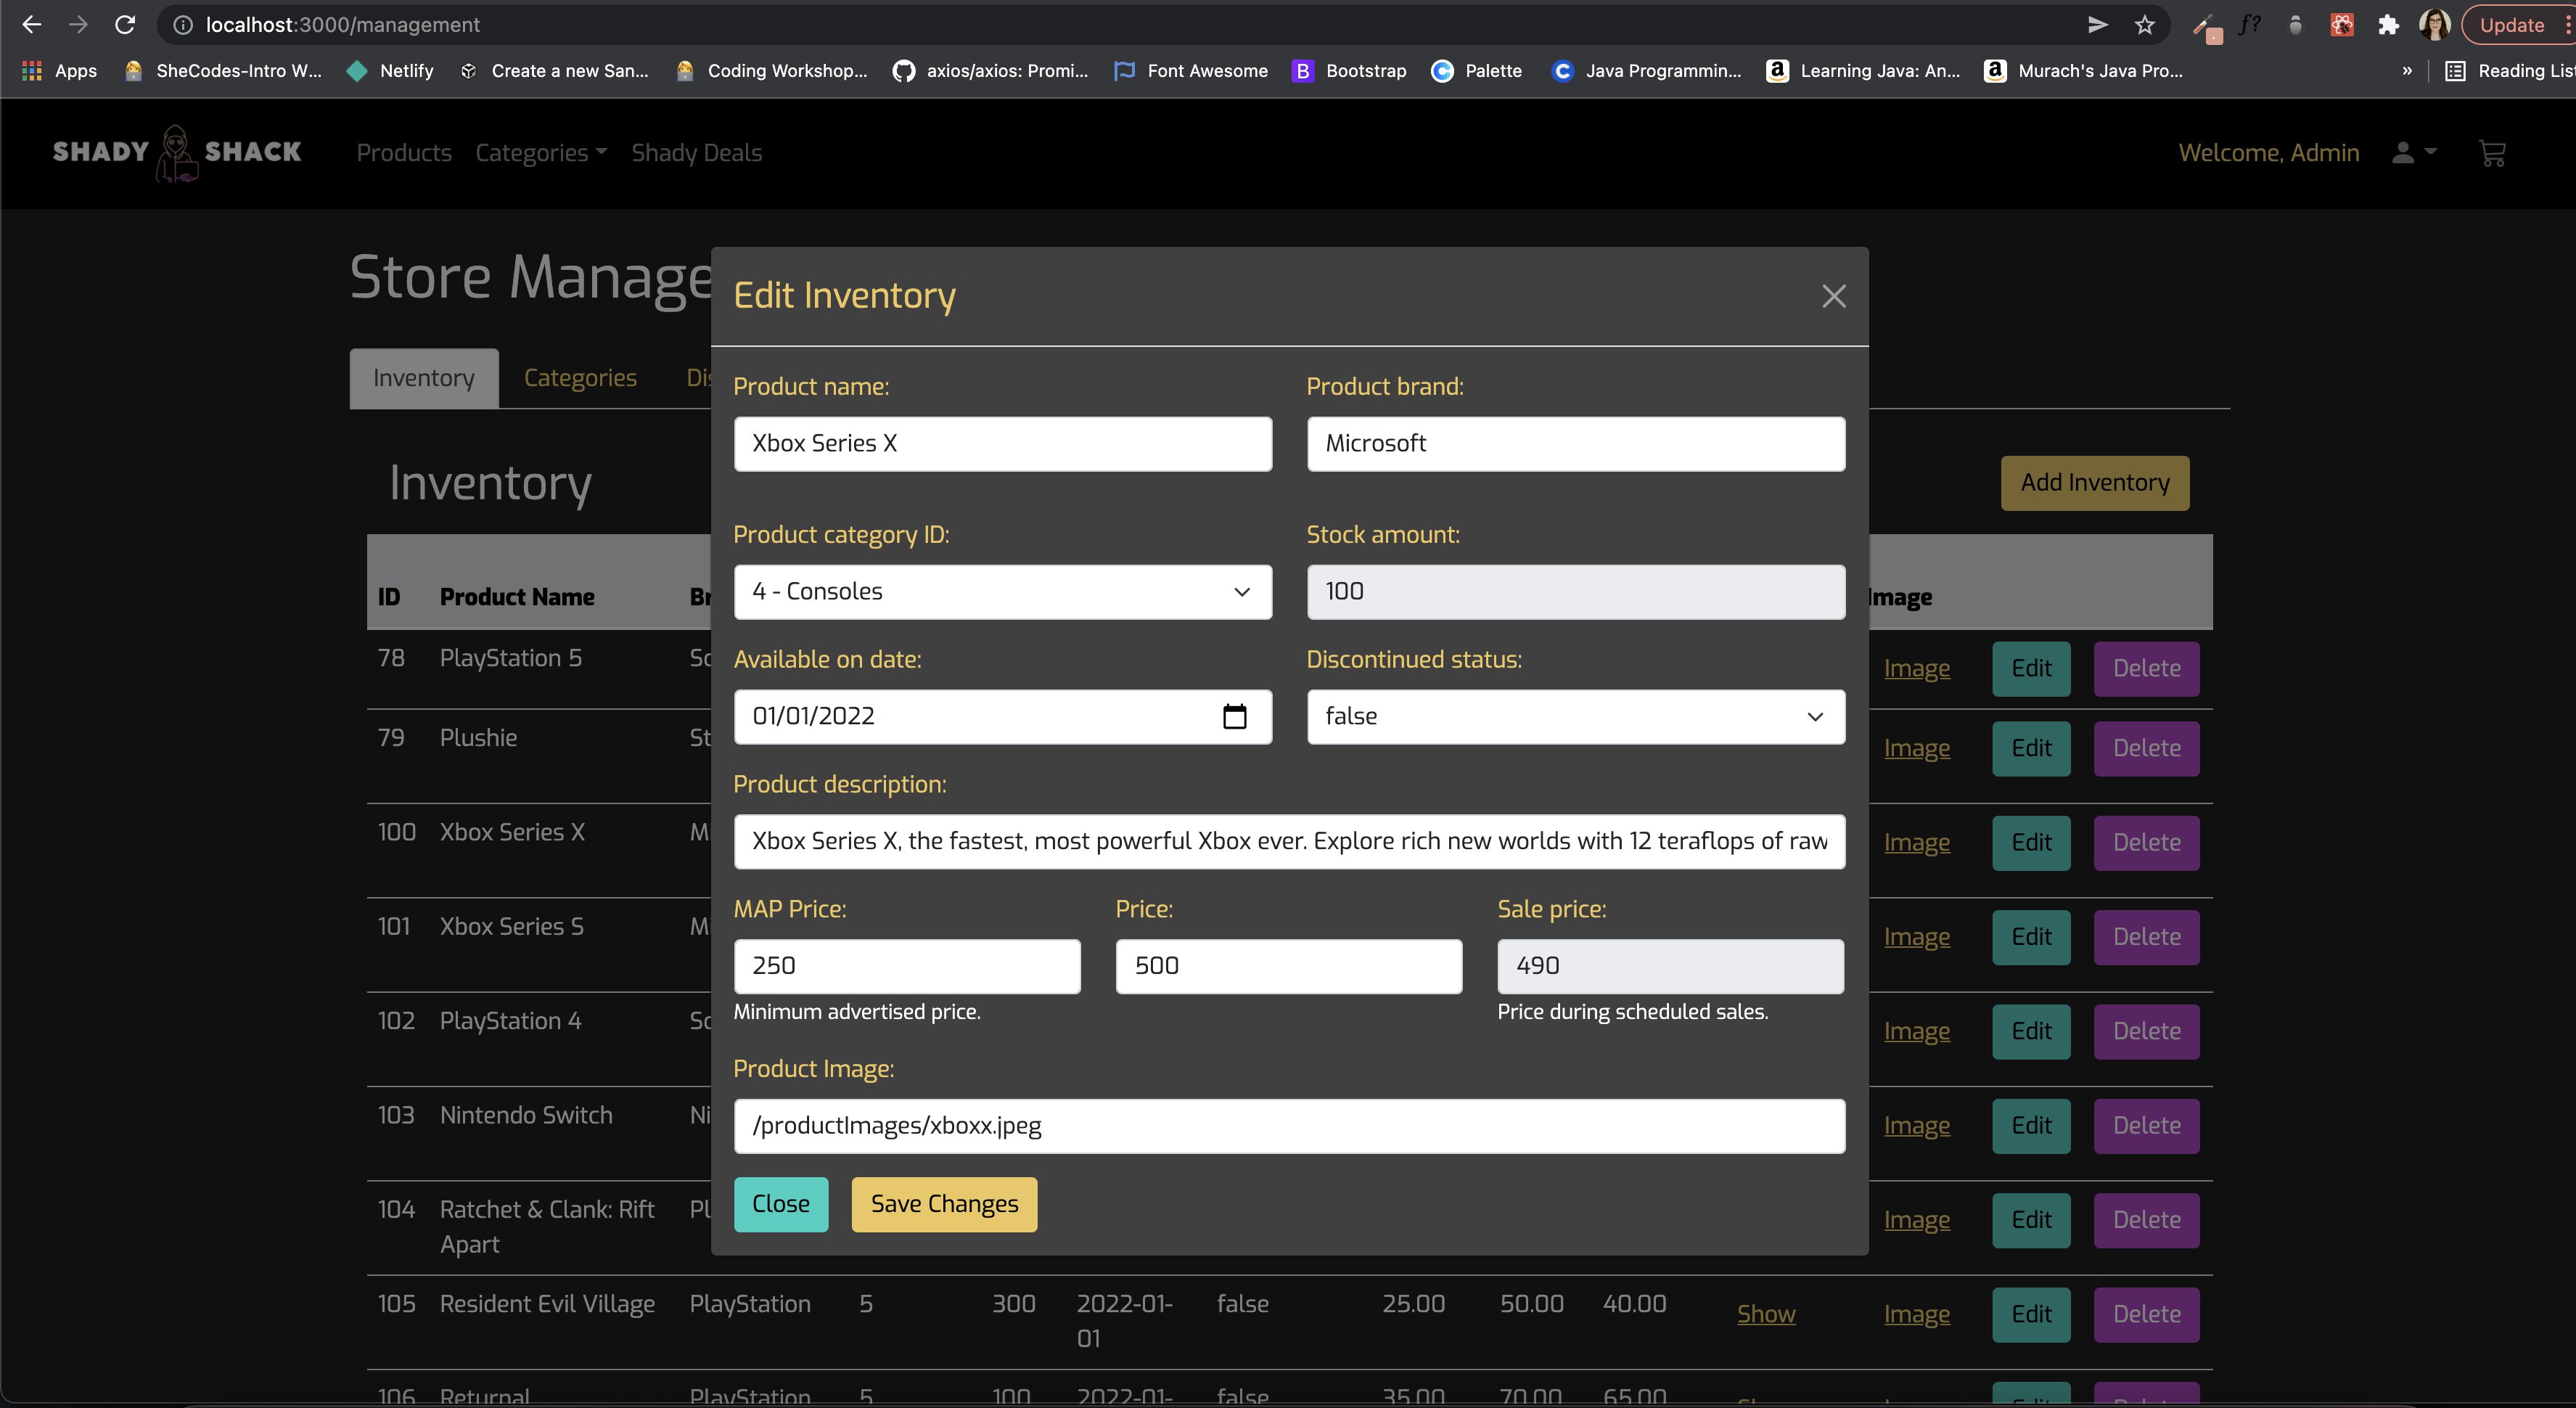 localhost:3000/management
Update
Apps SheCodes-Intro W... Netlify Create a new San... Coding Workshop... axios/axios: Promi... Font Awesome B Bootstrap Palette Java Programmin... Learning Java: An... Murach's Java Pro... » Reading List
SHADY SHACK Products Categories Shady Deals Welcome, Admin
Store Manage
Edit Inventory
Inventory Categories Dis
Product name: Product brand:
Xbox Series X Microsoft
Inventory Add Inventory
Product category ID: Stock amount:
4 - Consoles 100
ID Product Name Br Image
Available on date: Discontinued status:
78 PlayStation 5 So Image Edit Delete
01/01/2022 false
79 Plushie St Image Edit Delete
Product description:
100 Xbox Series X Mi Image Edit Delete
Xbox Series X, the fastest, most powerful Xbox ever. Explore rich new worlds with 12 teraflops of raw
MAP Price: Price: Sale price:
101 Xbox Series S Mi Image Edit Delete
250 500 490
Minimum advertised price. Price during scheduled sales.
102 PlayStation 4 So Image Edit Delete
Product Image:
103 Nintendo Switch Ni Image Edit Delete
/productImages/xboxx.jpeg
Close Save Changes
104 Ratchet & Clank: Rift Pl Image Edit Delete
Apart
105 Resident Evil Village PlayStation 5 300 2022-01- false 25.00 50.00 40.00 Show Image Edit Delete
01
106 Returnal PlayStation 5 100 2022-01- false 35.00 70.00 65.00